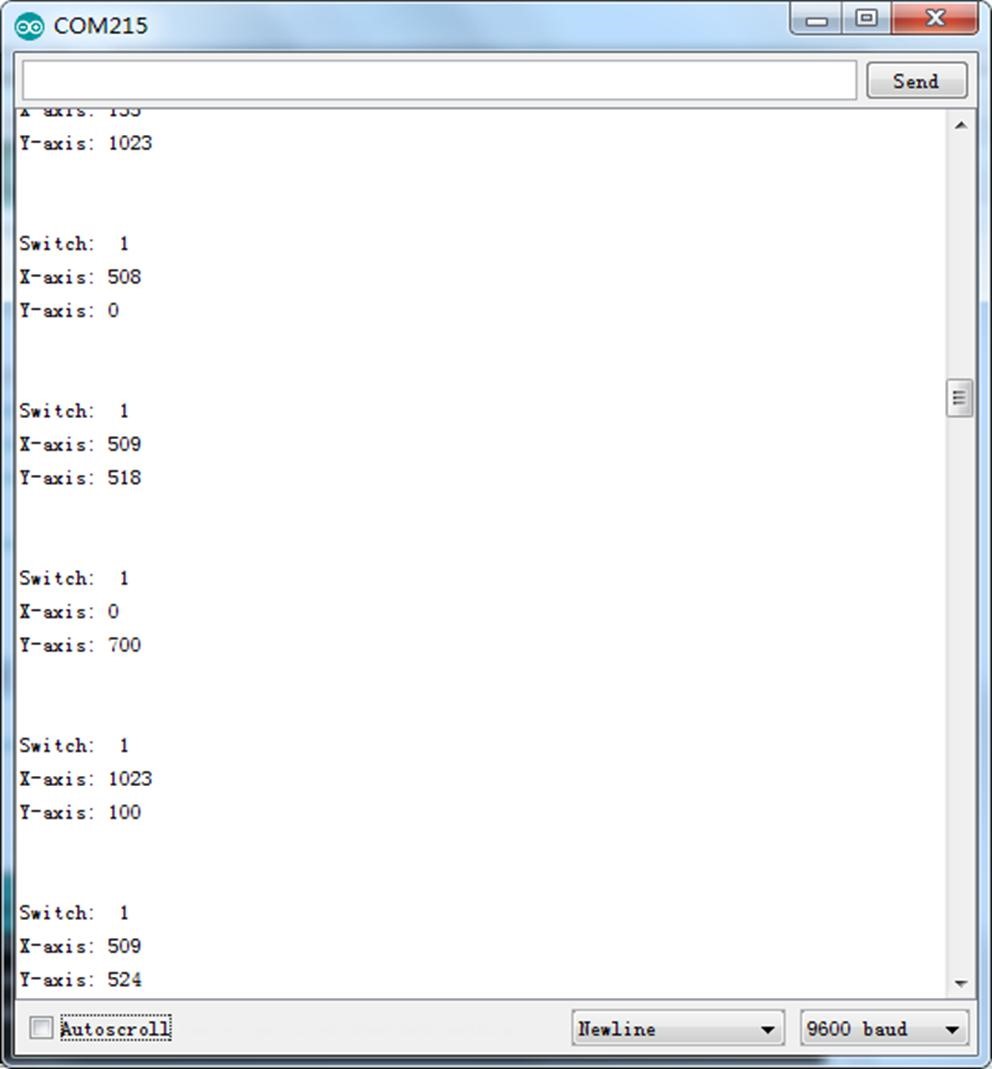 COM215
Send
X-axis:
Y-axis: 1023
Switch:  1
X-axis: 508
Y-axis: 0
Switch:  1
X-axis: 509
Y-axis: 518
Switch:  1
X-axis: 0
Y-axis: 700
Switch:  1
X-axis: 1023
Y-axis: 100
Switch:  1
X-axis: 509
Y-axis: 524
Autoscroll
Newline
9600 baud